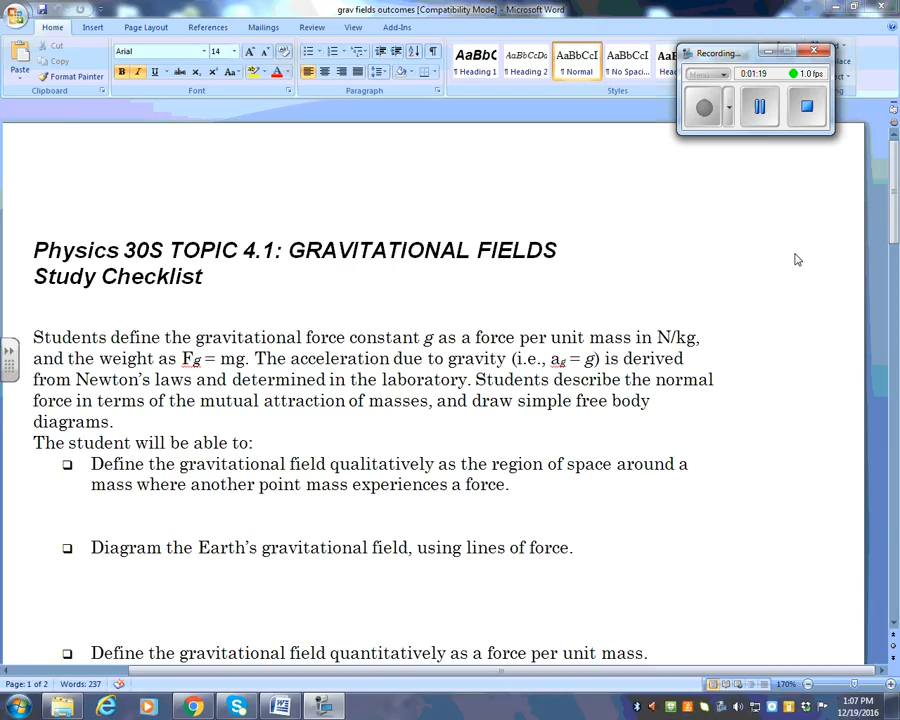 grav fields outcomes [Compatibility Mode] - Microsoft Word
Home Insert Page Layout References Mailings Review View Add-Ins
Paste
Cut
Copy
Format Painter
Clipboard
Arial 14
Font
Paragraph
AaBbC AaBbCcDc AaBbCcI AaBbCcI
Heading 1 Heading 2 ¶ Normal ¶ No Spaci...
Styles
Recording...
0:01:19 1.0 fps
Physics 30S TOPIC 4.1: GRAVITATIONAL FIELDS
Study Checklist
Students define the gravitational force constant g as a force per unit mass in N/kg,
and the weight as Fg = mg. The acceleration due to gravity (i.e., ag = g) is derived
from Newton's laws and determined in the laboratory. Students describe the normal
force in terms of the mutual attraction of masses, and draw simple free body
diagrams.
The student will be able to:
Define the gravitational field qualitatively as the region of space around a
mass where another point mass experiences a force.
Diagram the Earth's gravitational field, using lines of force.
Define the gravitational field quantitatively as a force per unit mass.
Page: 1 of 2 Words: 237 170%
1:07 PM
12/19/2016